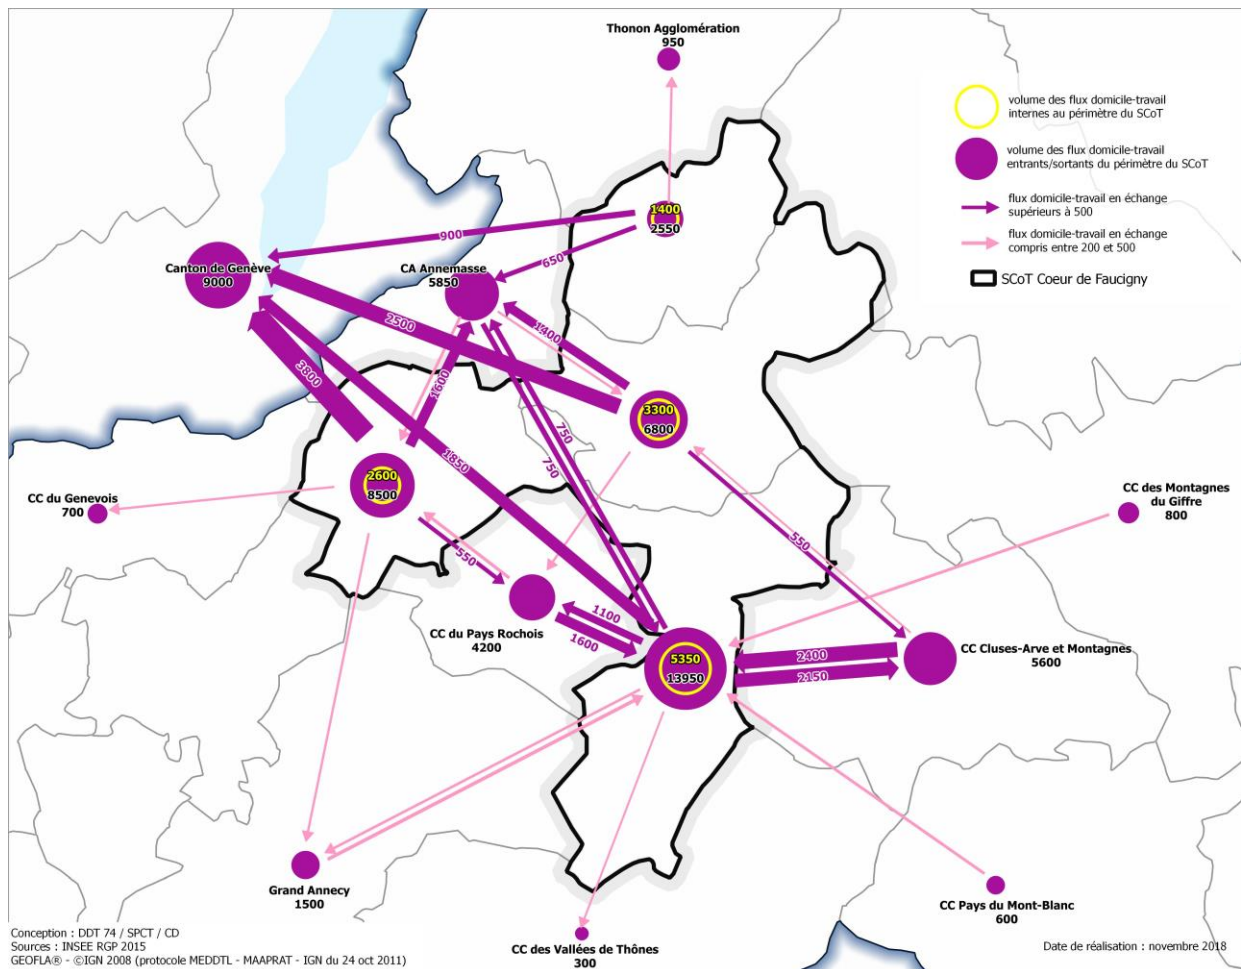 Thonon Agglomération
950
volume des flux domicile-travail
internes au périmètre du SCoT
volume des flux domicile-travail
entrants/sortants du périmètre du SCoT
flux domicile-travail en échange
supérieurs à 500
flux domicile-travail en échange
compris entre 200 et 500
SCoT Coeur de Faucigny
1400
2550
900
650
Canton de Genève
9000
CA Annemasse
5850
2500
1400
3800
1600
3300
6800
750
750
1850
2600
8500
CC du Genevois
700
CC des Montagnes
du Giffre
800
550
550
1100
1600
CC du Pays Rochois
4200
5350
13950
2400
2150
CC Cluses-Arve et Montagnes
5600
Grand Annecy
1500
CC Pays du Mont-Blanc
600
CC des Vallées de Thônes
300
Conception : DDT 74 / SPCT / CD
Sources : INSEE RGP 2015
GEOFLA® - ©IGN 2008 (protocole MEDDTL - MAAPRAT - IGN du 24 oct 2011)
Date de réalisation : novembre 2018